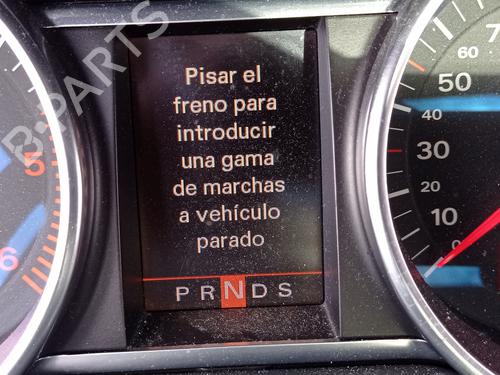 B-PARTS
Pisar el
freno para
introducir
una gama
de marchas
a vehículo
parado
P R N D S
5
6
0
10
20
30
40
50
60